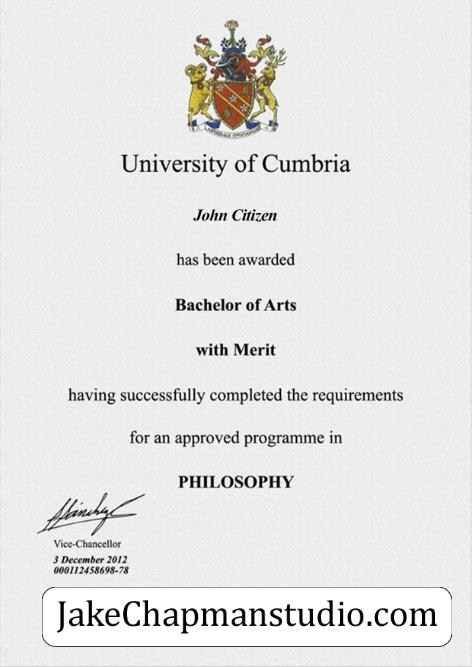 University of Cumbria
John Citizen
has been awarded
Bachelor of Arts
with Merit
having successfully completed the requirements
for an approved programme in
PHILOSOPHY
Vice-Chancellor
3 December 2012
000112458698-78
JakeChapmanstudio.com